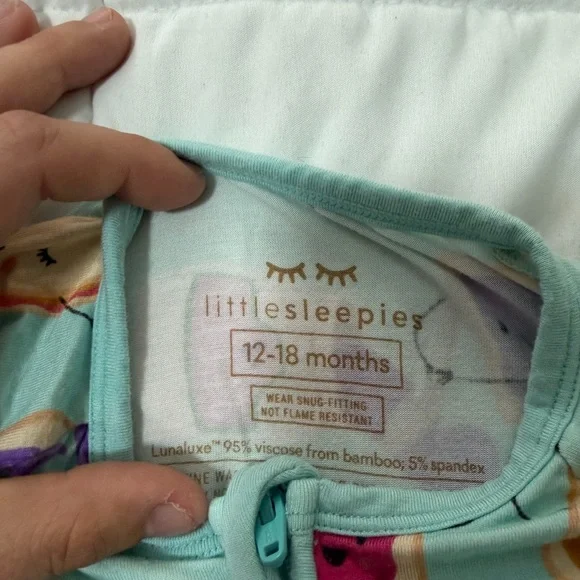 littlesleepies
12-18 months
WEAR SNUG-FITTING
NOT FLAME RESISTANT
Lunaluxe™ 95% viscose from bamboo; 5% spandex